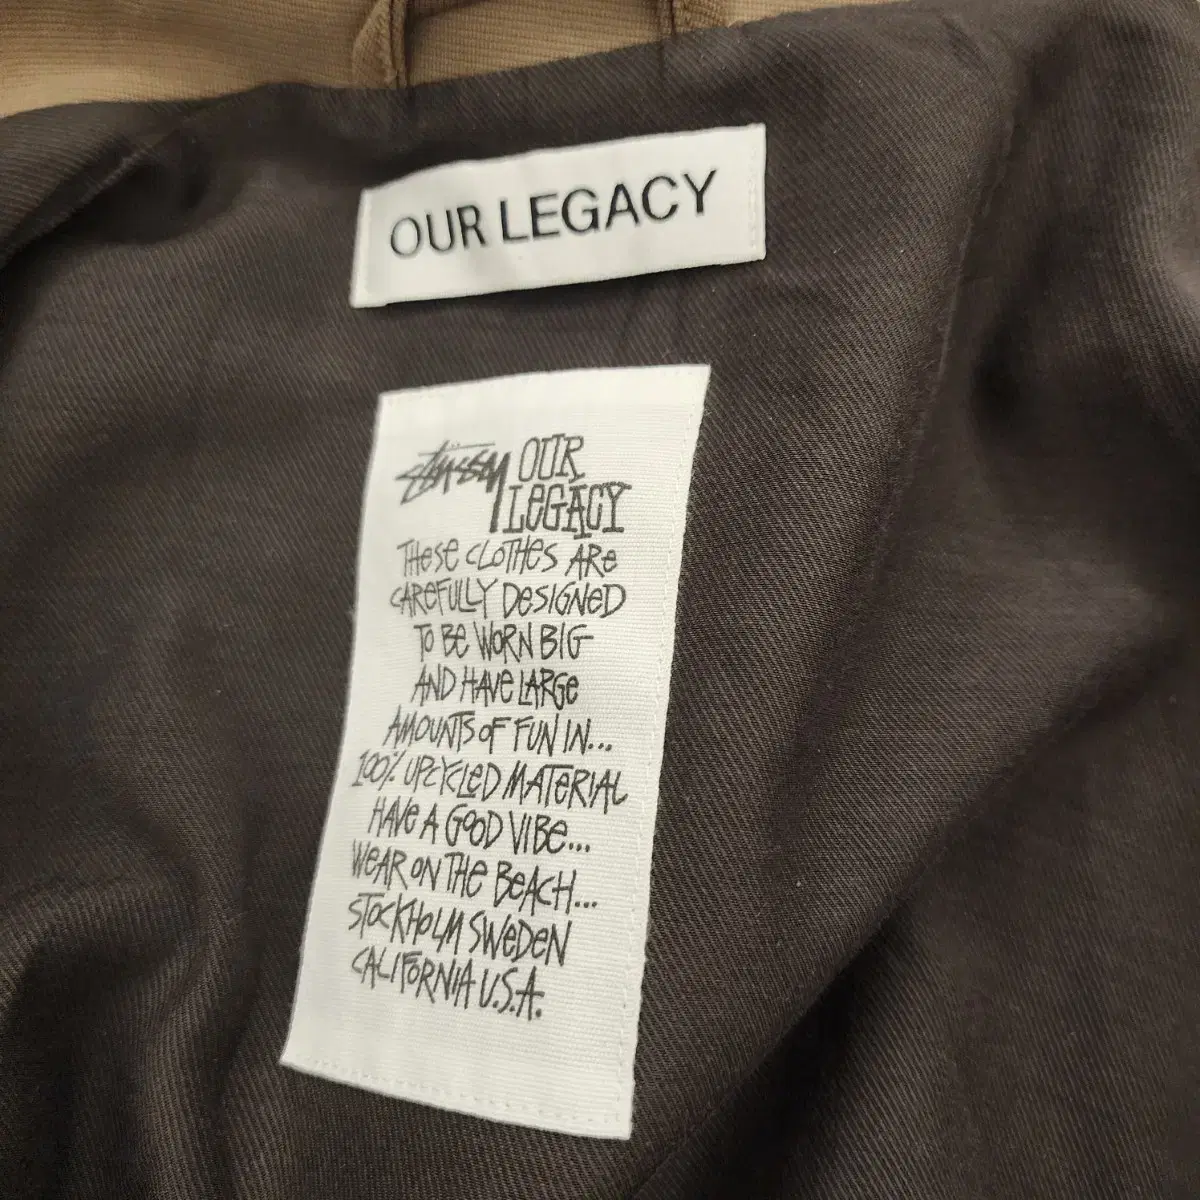 OUR LEGACY
STÜSSY OUR
LEGACY
THESE CLOTHES ARE
CAREFULLY DESIGNED
TO BE WORN BIG
AND HAVE LARGE
AMOUNTS OF FUN IN...
100% UPCYCLED MATERIAL
HAVE A GOOD VIBE...
WEAR ON THE BEACH...
STOCKHOLM SWEDEN
CALIFORNIA U.S.A.